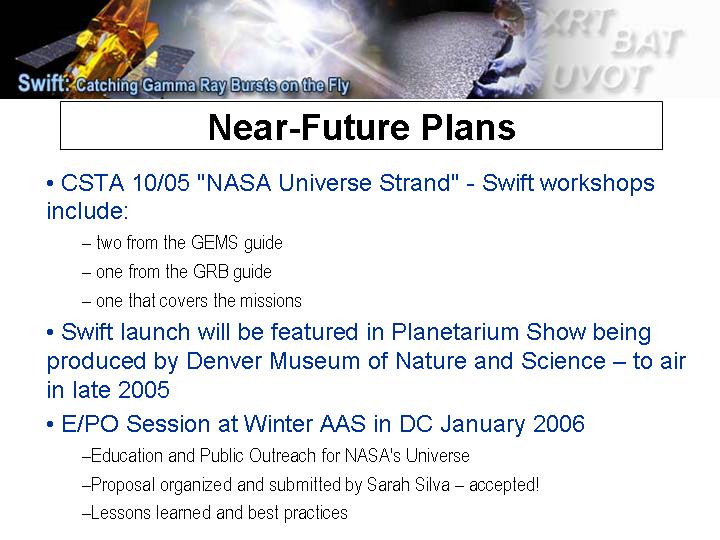 XRT
BAT
UVOT
Swift: Catching Gamma Ray Bursts on the Fly
Near-Future Plans
• CSTA 10/05 "NASA Universe Strand" - Swift workshops
include:
– two from the GEMS guide
– one from the GRB guide
– one that covers the missions
• Swift launch will be featured in Planetarium Show being
produced by Denver Museum of Nature and Science – to air
in late 2005
• E/PO Session at Winter AAS in DC January 2006
–Education and Public Outreach for NASA's Universe
–Proposal organized and submitted by Sarah Silva – accepted!
–Lessons learned and best practices